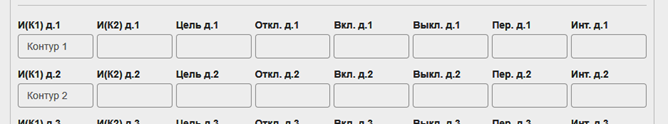 И(К1) д.1 И(К2) д.1 Цель д.1 Откл. д.1 Вкл. д.1 Выкл. д.1 Пер. д.1 Инт. д.1
Контур 1
И(К1) д.2 И(К2) д.2 Цель д.2 Откл. д.2 Вкл. д.2 Выкл. д.2 Пер. д.2 Инт. д.2
Контур 2
И(К1) д.3 И(К2) д.3 Цель д.3 Откл. д.3 Вкл. д.3 Выкл. д.3 Пер. д.3 Инт. д.3